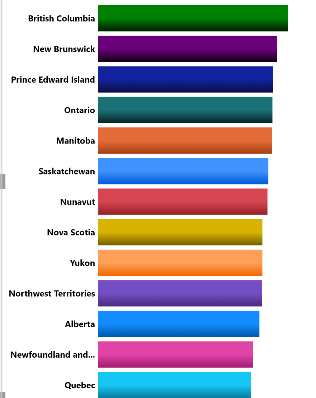 British Columbia
New Brunswick
Prince Edward Island
Ontario
Manitoba
Saskatchewan
Nunavut
Nova Scotia
Yukon
Northwest Territories
Alberta
Newfoundland and...
Quebec